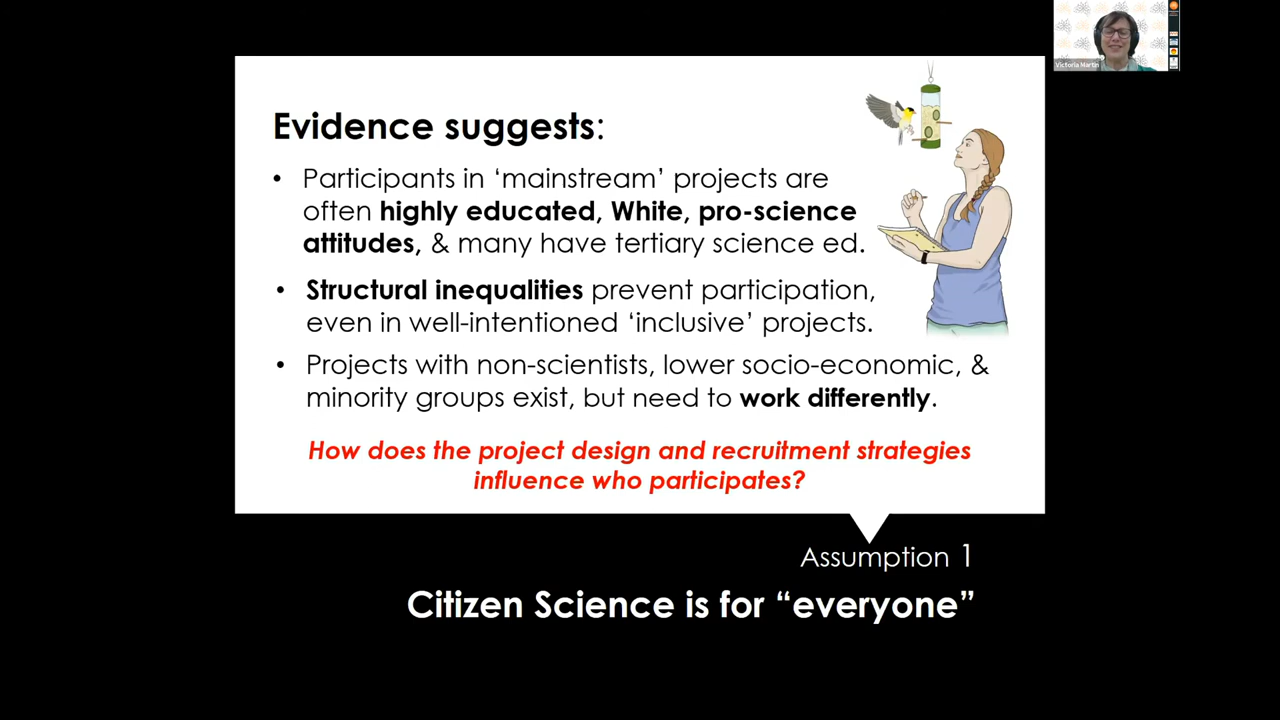 Victoria Martin
Evidence suggests:
• Participants in ‘mainstream’ projects are
often highly educated, White, pro-science
attitudes, & many have tertiary science ed.
• Structural inequalities prevent participation,
even in well-intentioned ‘inclusive’ projects.
• Projects with non-scientists, lower socio-economic, &
minority groups exist, but need to work differently.
How does the project design and recruitment strategies
influence who participates?
Assumption 1
Citizen Science is for “everyone”